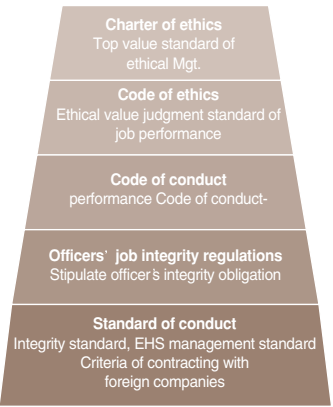 Charter of ethics
Top value standard of
ethical Mgt.
Code of ethics
Ethical value judgment standard of
job performance
Code of conduct
performance Code of conduct-
Officers' job integrity regulations
Stipulate officer's integrity obligation
Standard of conduct
Integrity standard, EHS management standard
Criteria of contracting with
foreign companies